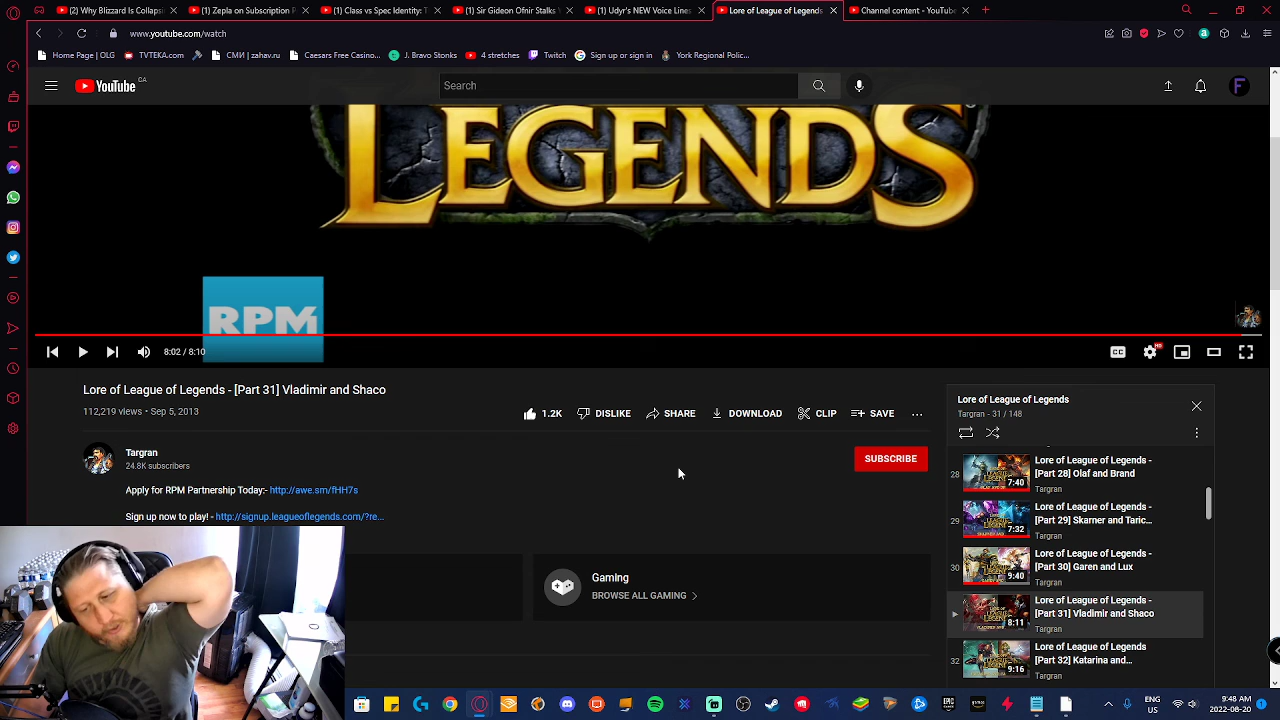 (2) Why Blizzard Is Collapsi
(1) Zepla on Subscription P
(1) Class vs Spec Identity: T
(1) Sir Gideon Ofnir Stalks
(1) Udyr's NEW Voice Lines
Lore of League of Legends
Channel content - YouTube
www.youtube.com/watch
Home Page | OLG
TVTEKA.com
СМИ | zahav.ru
Caesars Free Casino...
J. Bravo Stonks
4 stretches
Twitch
Sign up or sign in
York Regional Polic...
YouTube CA
Search
F
LEGENDS
RPM
8:02 / 8:10
CC
HD
Lore of League of Legends - [Part 31] Vladimir and Shaco
112,219 views • Sep 5, 2013
1.2K
DISLIKE
SHARE
DOWNLOAD
CLIP
SAVE
Targran
24.8K subscribers
SUBSCRIBE
Apply for RPM Partnership Today:- http://awe.sm/fHH7s
Sign up now to play! - http://signup.leagueoflegends.com/?re...
Gaming
BROWSE ALL GAMING
Lore of League of Legends
Targran - 31 / 148
28
7:40
Lore of League of Legends -
[Part 28] Olaf and Brand
Targran
29
7:32
Lore of League of Legends -
[Part 29] Skarner and Taric...
Targran
30
9:40
Lore of League of Legends -
[Part 30] Garen and Lux
Targran
8:11
Lore of League of Legends -
[Part 31] Vladimir and Shaco
Targran
32
9:16
Lore of League of Legends -
[Part 32] Katarina and...
Targran
ENG
US
9:48 AM
2022-06-20